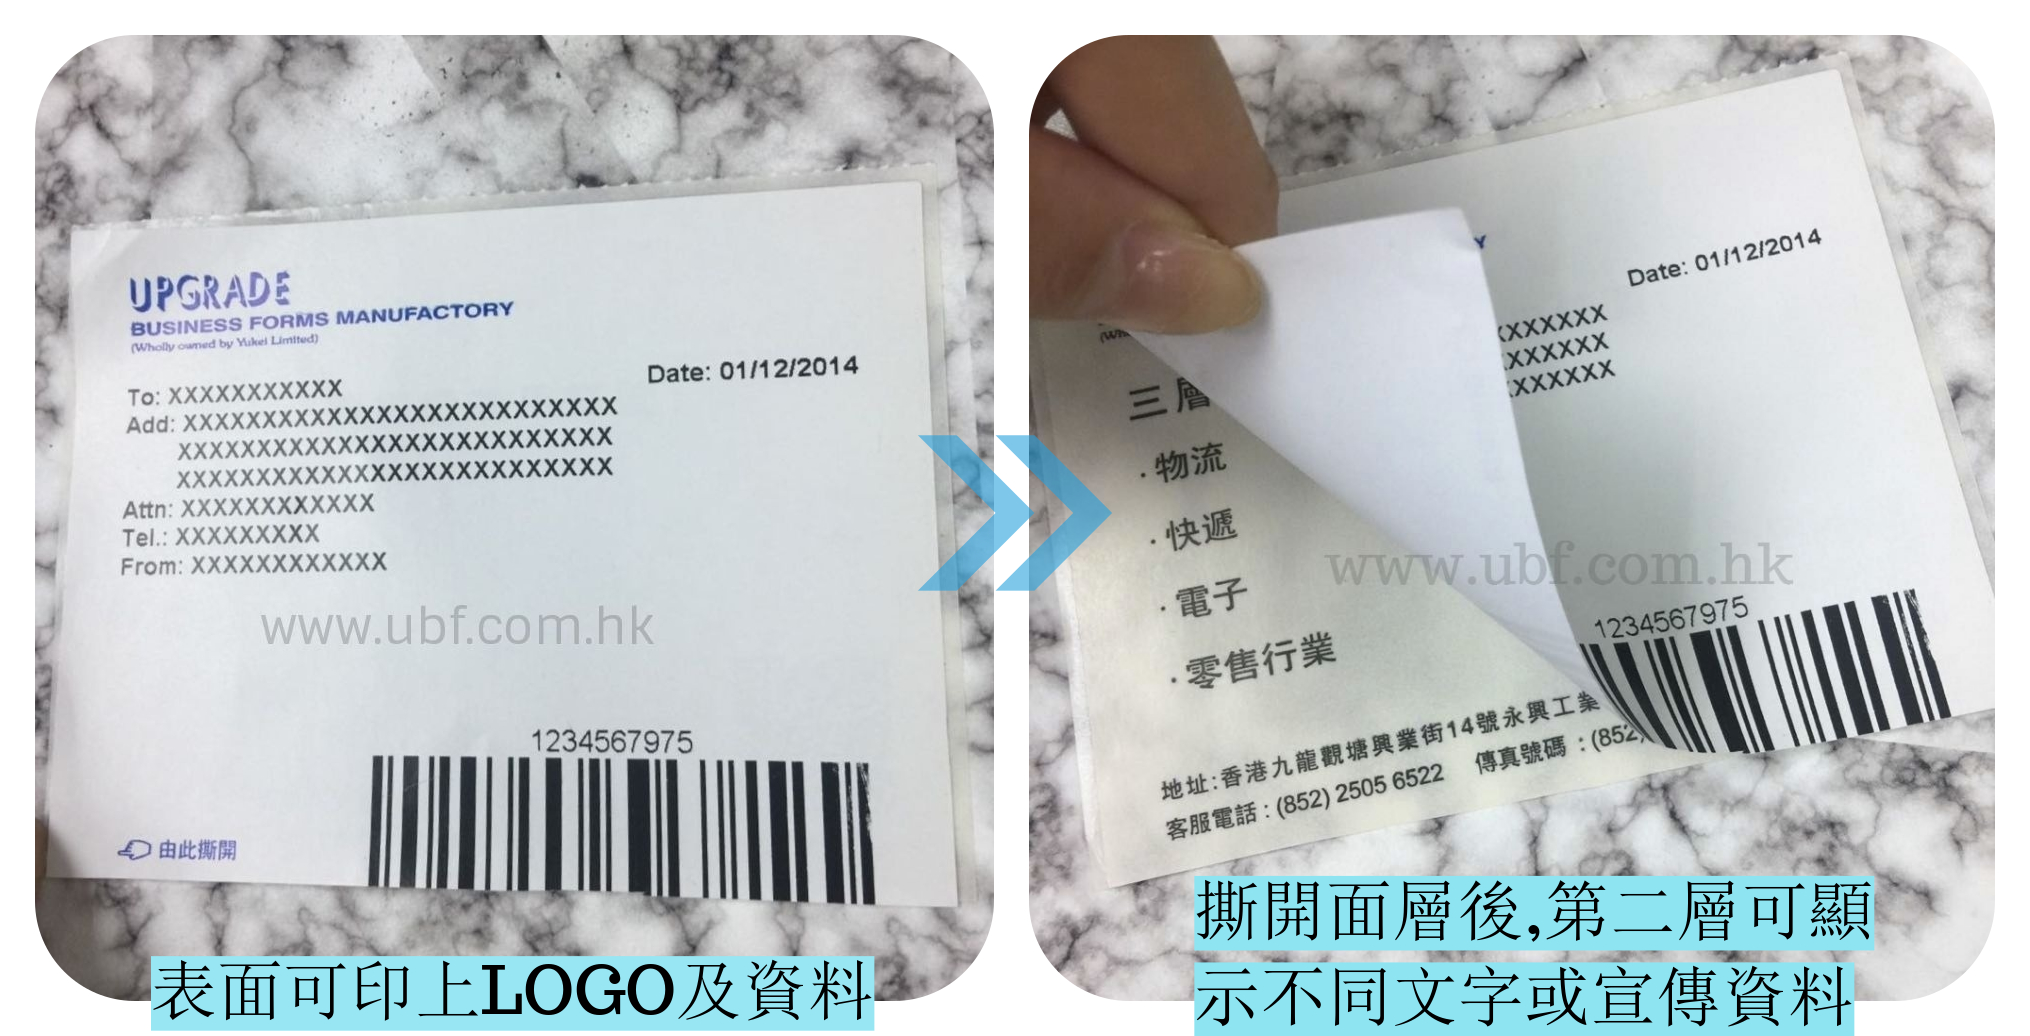 UPGRADE
BUSINESS FORMS MANUFACTORY
(Wholly owned by Yukei Limited)
Date: 01/12/2014
To: XXXXXXXXXXX
Add: XXXXXXXXXXXXXXXXXXXXXXXXX
XXXXXXXXXXXXXXXXXXXXXXXXX
XXXXXXXXXXXXXXXXXXXXXXXXX
Attn: XXXXXXXXXXXX
Tel.: XXXXXXXXX
From: XXXXXXXXXXXX
www.ubf.com.hk
1234567975
由此撕開
表面可印上LOGO及資料
Y
Date: 01/12/2014
XXXXXXX
XXXXXXX
XXXXXXX
三層
·物流
·快遞
·電子
·零售行業
www.ubf.com.hk
1234567975
地址:香港九龍觀塘興業街14號永興工業
客服電話:(852) 2505 6522 傳真號碼:(852)
撕開面層後,第二層可顯
示不同文字或宣傳資料